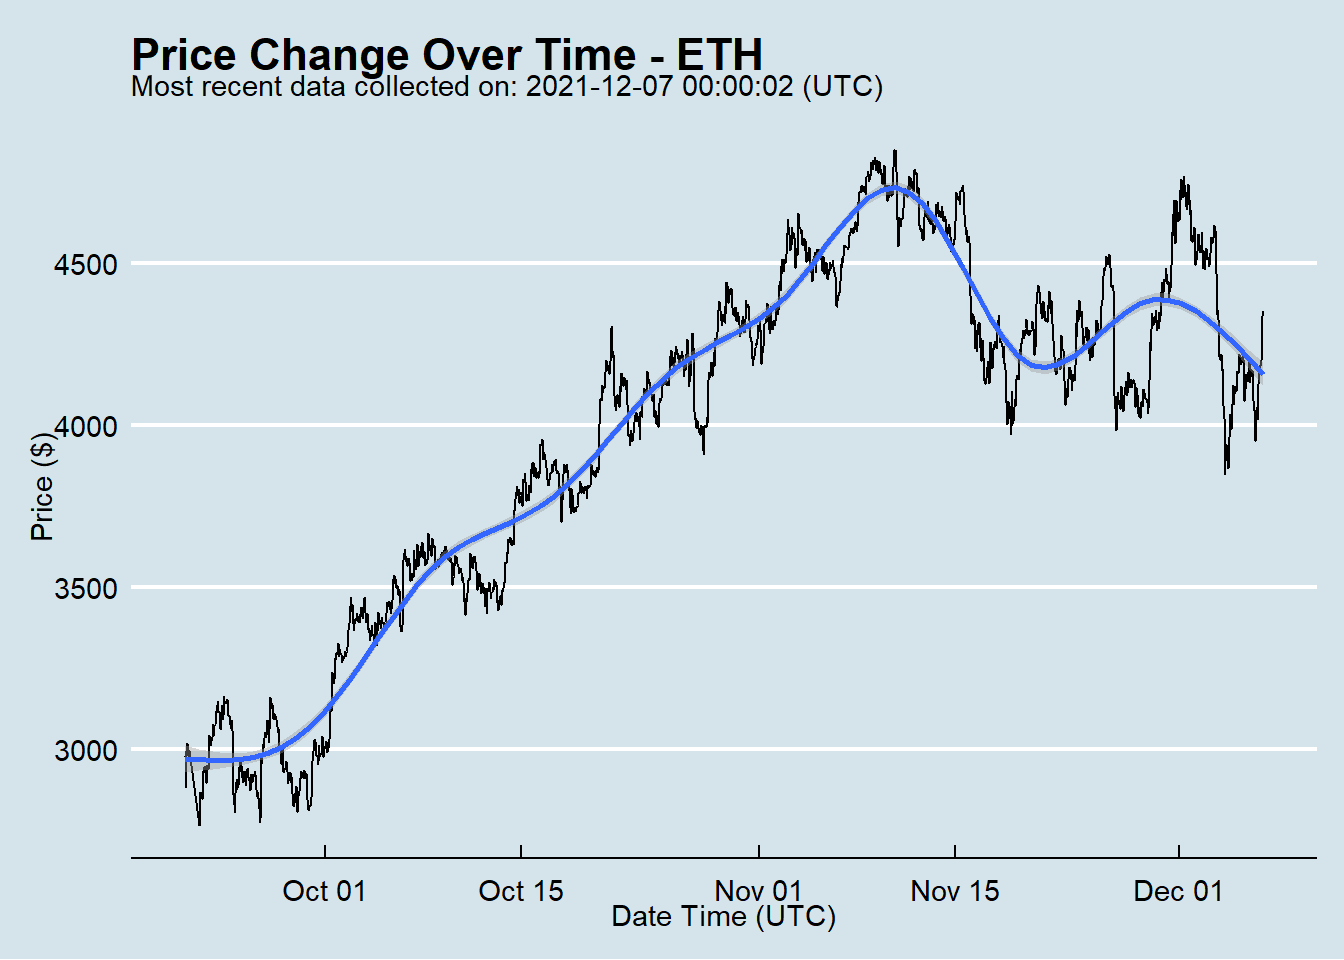 Price Change Over Time - ETH
Most recent data collected on: 2021-12-07 00:00:02 (UTC)
Price ($)
4500
4000
3500
3000
Oct 01
Oct 15
Nov 01
Nov 15
Dec 01
Date Time (UTC)